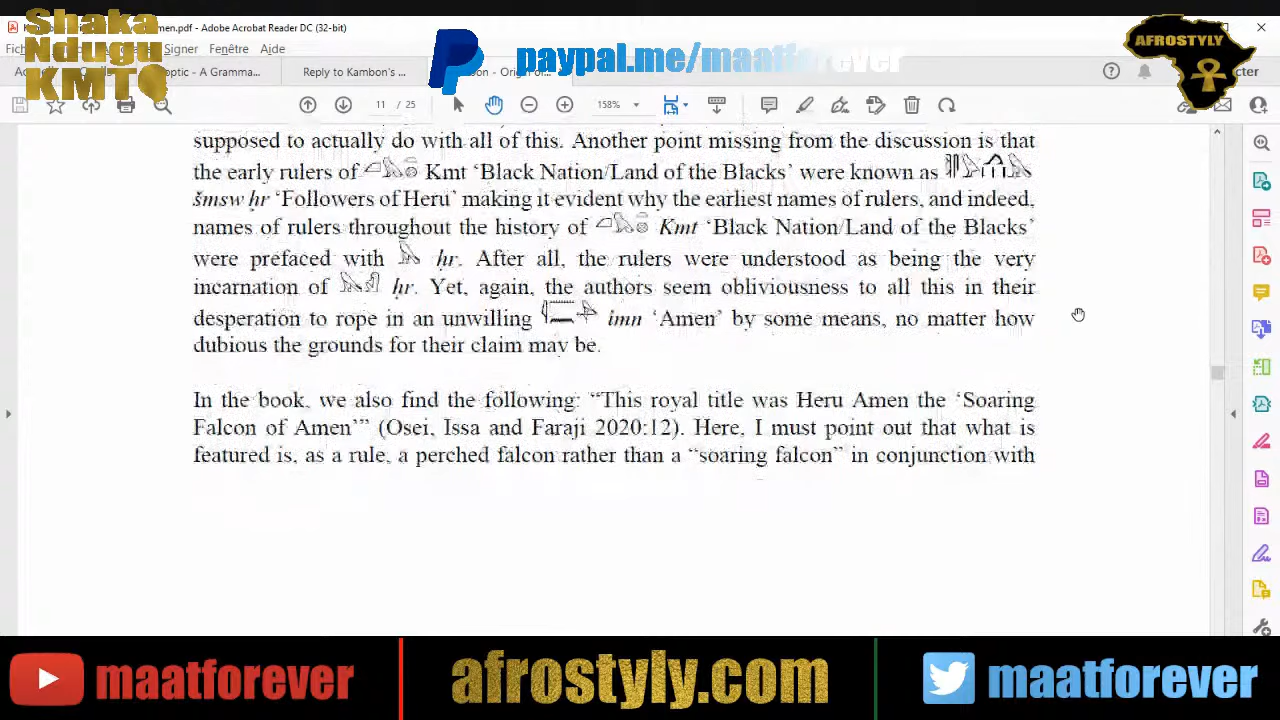 Shaka
Ndugu
KMT
men.pdf - Adobe Acrobat Reader DC (32-bit)
Signer Fenêtre Aide
paypal.me/maatforever
AFROSTYLY
optic - A Gramma... Reply to Kambon's ...
11 / 25 158%
supposed to actually do with all of this. Another point missing from the discussion is that
the early rulers of Kmt ‘Black Nation/Land of the Blacks’ were known as
šmsw ḥr ‘Followers of Heru’ making it evident why the earliest names of rulers, and indeed,
names of rulers throughout the history of Kmt ‘Black Nation/Land of the Blacks’
were prefaced with ḥr. After all, the rulers were understood as being the very
incarnation of ḥr. Yet, again, the authors seem obliviousness to all this in their
desperation to rope in an unwilling imn ‘Amen’ by some means, no matter how
dubious the grounds for their claim may be.
In the book, we also find the following: “This royal title was Heru Amen the ‘Soaring
Falcon of Amen’” (Osei, Issa and Faraji 2020:12). Here, I must point out that what is
featured is, as a rule, a perched falcon rather than a “soaring falcon” in conjunction with
maatforever afrostyly.com maatforever